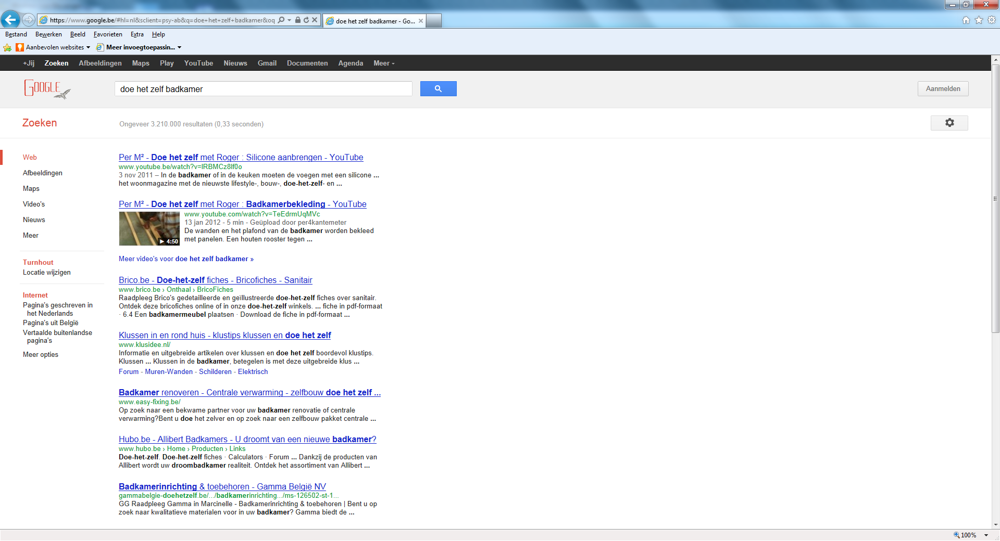 https://www.google.be/#hl=nl&sclient=psy-ab&q=doe+het+zelf+badkamer&oq
doe het zelf badkamer - Go...
Bestand Bewerken Beeld Favorieten Extra Help
Aanbevolen websites Meer invoegtoepassin...
+Jij Zoeken Afbeeldingen Maps Play YouTube Nieuws Gmail Documenten Agenda Meer
GOOGLE
doe het zelf badkamer
Aanmelden
Zoeken
Ongeveer 3.210.000 resultaten (0,33 seconden)
Web
Afbeeldingen
Maps
Video's
Nieuws
Meer
Turnhout
Locatie wijzigen
Internet
Pagina's geschreven in
het Nederlands
Pagina's uit België
Vertaalde buitenlandse
pagina's
Meer opties
Per M² - Doe het zelf met Roger : Silicone aanbrengen - YouTube
www.youtube.be/watch?v=IRBMCz8lf0o
3 nov 2011 – In de badkamer of in de keuken moeten de voegen met een silicone ...
het woonmagazine met de nieuwste lifestyle-, bouw-, doe-het-zelf- en ...
Per M² - Doe het zelf met Roger : Badkamerbekleding - YouTube
4:50
www.youtube.com/watch?v=TeEdrmUqMVc
13 jan 2012 - 5 min - Geüpload door per4kantemeter
De wanden en het plafond van de badkamer worden bekleed
met panelen. Een houten rooster tegen ...
Meer video's voor doe het zelf badkamer »
Brico.be - Doe-het-zelf fiches - Bricofiches - Sanitair
www.brico.be › Onthaal › BricoFiches
Raadpleeg Brico's gedetailleerde en geïllustreerde doe-het-zelf fiches over sanitair.
Ontdek deze bricofiches online of in onze doe-het-zelf winkels. ... fiche in pdf-formaat
· 6.4 Een badkamermeubel plaatsen · Download de fiche in pdf-formaat ...
Klussen in en rond huis - klustips klussen en doe het zelf
www.klusidee.nl/
Informatie en uitgebreide artikelen over klussen en doe het zelf boordevol klustips.
Klussen ... Klussen in de badkamer, betegelen is met deze uitgebreide klus ...
Forum - Muren-Wanden - Schilderen - Elektrisch
Badkamer renoveren - Centrale verwarming - zelfbouw doe het zelf ...
www.easy-fixing.be/
Op zoek naar een bekwame partner voor uw badkamer renovatie of centrale
verwarming?Bent u doe het zelver en op zoek naar een zelfbouw pakket centrale ...
Hubo.be - Allibert Badkamers - U droomt van een nieuwe badkamer?
www.hubo.be › Home › Producten › Links
Doe-het-zelf. Doe-het-zelf fiches · Calculators · Forum ... Dankzij de producten van
Allibert wordt uw droombadkamer realiteit. Ontdek het assortiment van Allibert ...
Badkamerinrichting & toebehoren - Gamma België NV
gammabelgie-doehetzelf.be/.../badkamerinrichting.../ms-126502-st-1...
GG Raadpleeg Gamma in Marcinelle - Badkamerinrichting & toebehoren | Bent u op
zoek naar kwalitatieve materialen voor in uw badkamer? Gamma biedt de ...
100%